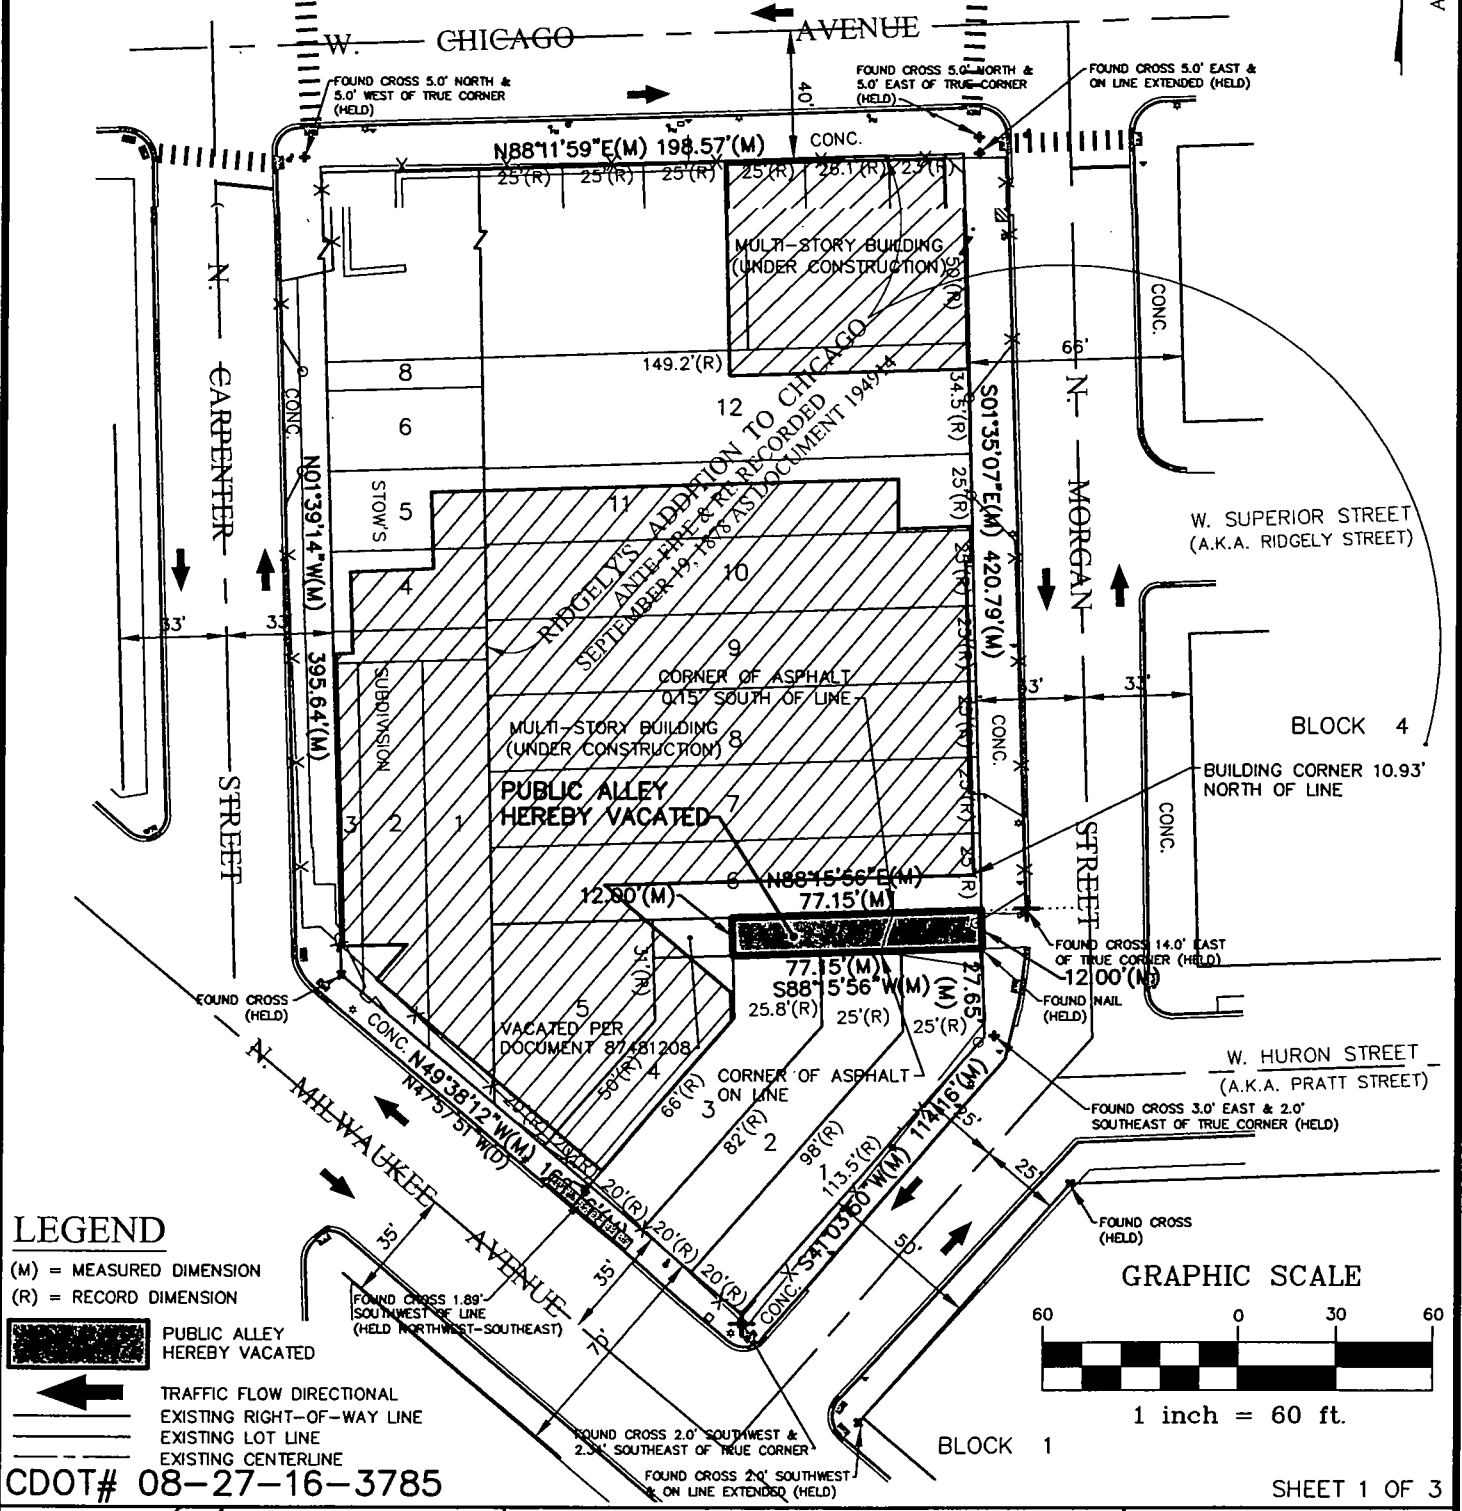 W. CHICAGO AVENUE
FOUND CROSS 5.0' NORTH &
5.0' WEST OF TRUE CORNER
(HELD)
FOUND CROSS 5.0' NORTH &
5.0' EAST OF TRUE CORNER
(HELD)
FOUND CROSS 5.0' EAST &
ON LINE EXTENDED (HELD)
40'
CONC.
N88°11'59"E(M) 198.57'(M)
25'(R)
25'(R)
25'(R)
25'(R)
26.1'(R)
23'(R)
MULTI-STORY BUILDING
(UNDER CONSTRUCTION)
50'(R)
N. CARPENTER STREET
CONC.
CONC.
149.2'(R)
66'
8
12
6
34.5'(R)
S01°35'07"E(M) 420.79'(M)
N. MORGAN STREET
RIDGELY'S ADDITION TO CHICAGO
ANTE-FIRE & RE-RECORDED
SEPTEMBER 19, 1878 AS DOCUMENT 194914
N01°39'14"W(M) 395.64'(M)
STOW'S
SUBDIVISION
5
11
25'(R)
W. SUPERIOR STREET
(A.K.A. RIDGELY STREET)
4
10
25'(R)
33'
33'
9
25'(R)
CORNER OF ASPHALT
0.15' SOUTH OF LINE
25'(R)
33'
33'
CONC.
BLOCK 4
MULTI-STORY BUILDING
(UNDER CONSTRUCTION)
8
25'(R)
BUILDING CORNER 10.93'
NORTH OF LINE
PUBLIC ALLEY
HEREBY VACATED
7
3
2
1
CONC.
25'(R)
6
N88°15'56"E(M)
77.15'(M)
12.00'(M)
FOUND CROSS 14.0' EAST
OF TRUE CORNER (HELD)
12.00'(M)
77.15'(M)
S88°15'56"W(M)
27.65'(M)
31'(R)
FOUND NAIL
(HELD)
FOUND CROSS
(HELD)
25.8'(R)
25'(R)
25'(R)
5
VACATED PER
DOCUMENT 87481208
CONC.
W. HURON STREET
(A.K.A. PRATT STREET)
N49°38'12"W(M)
N47°57'51"W(D)
4
50'(R)
66'(R)
CORNER OF ASPHALT
ON LINE
3
82'(R)
2
98'(R)
1
113.5'(R)
S41°03'60"W(M) 114.16'(M)
25'
25'
FOUND CROSS 3.0' EAST & 2.0'
SOUTHEAST OF TRUE CORNER (HELD)
20'(R)
20'(R)
20'(R)
20'(R)
20'(R)
N. MILWAUKEE AVENUE
35'
35'
70'
50'
CONC.
FOUND CROSS
(HELD)
FOUND CROSS 1.89'
SOUTHWEST OF LINE
(HELD NORTHWEST-SOUTHEAST)
FOUND CROSS 2.0' SOUTHWEST &
2.34' SOUTHEAST OF TRUE CORNER
FOUND CROSS 2.0' SOUTHWEST
& ON LINE EXTENDED (HELD)
BLOCK 1
LEGEND
(M) = MEASURED DIMENSION
(R) = RECORD DIMENSION
PUBLIC ALLEY
HEREBY VACATED
TRAFFIC FLOW DIRECTIONAL
EXISTING RIGHT-OF-WAY LINE
EXISTING LOT LINE
EXISTING CENTERLINE
CDOT# 08-27-16-3785
GRAPHIC SCALE
60 0 30 60
1 inch = 60 ft.
SHEET 1 OF 3